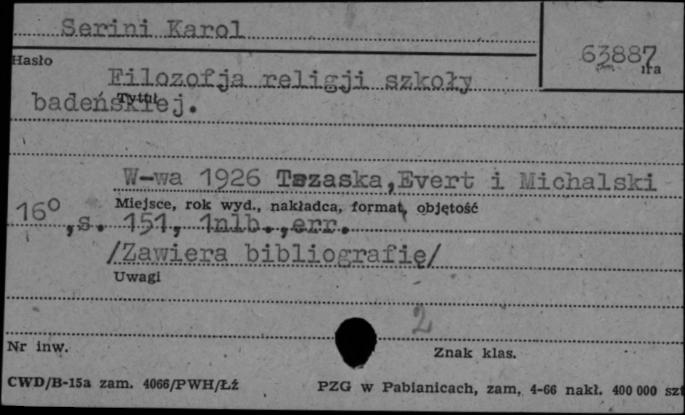 Serini Karol
63887
Hasło
IIa
Filozofja religji szkoły
badeńskiej.
Tytuł
W-wa 1926 Trzaska,Evert i Michalski
Miejsce, rok wyd., nakładca, format, objętość
16°,s. 151, 1nlb.,err.
/Zawiera bibliografię/
Uwagi
2
Nr inw.
Znak klas.
CWD/B-15a zam. 4066/PWH/Łź
PZG w Pabianicach, zam. 4-66 nakł. 400 000 szt